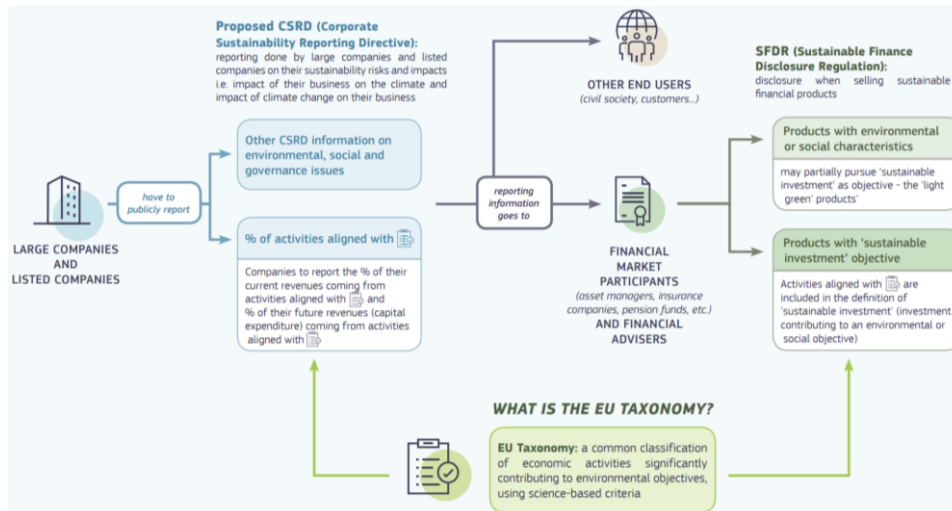 Proposed CSRD (Corporate
Sustainability Reporting Directive):
reporting done by large companies and listed
companies on their sustainability risks and impacts
i.e. impact of their business on the climate and
impact of climate change on their business
OTHER END USERS
(civil society, customers...)
SFDR (Sustainable Finance
Disclosure Regulation):
disclosure when selling sustainable
financial products
LARGE COMPANIES
AND
LISTED COMPANIES
have to
publicly report
Other CSRD information on
environmental, social and
governance issues
% of activities aligned with
Companies to report the % of their
current revenues coming from
activities aligned with and
% of their future revenues (capital
expenditure) coming from activities
aligned with
reporting
information
goes to
FINANCIAL
MARKET
PARTICIPANTS
(asset managers, insurance
companies, pension funds, etc.)
AND FINANCIAL
ADVISERS
Products with environmental
or social characteristics
may partially pursue 'sustainable
investment' as objective - the 'light
green' products'
Products with 'sustainable
investment' objective
Activities aligned with are
included in the definition of
'sustainable investment' (investment
contributing to an environmental or
social objective)
WHAT IS THE EU TAXONOMY?
EU Taxonomy: a common classification
of economic activities significantly
contributing to environmental objectives,
using science-based criteria